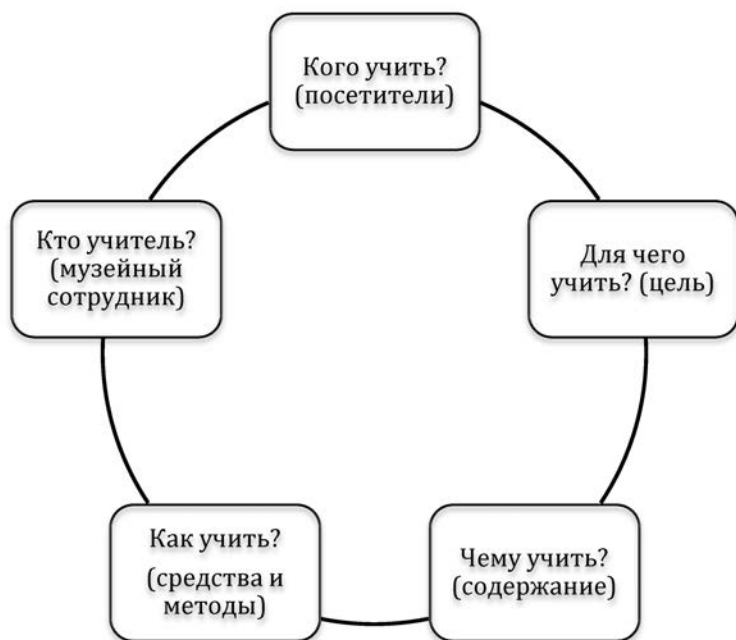 Кого учить?
(посетители)
Для чего
учить? (цель)
Чему учить?
(содержание)
Как учить?
(средства и
методы)
Кто учитель?
(музейный
сотрудник)